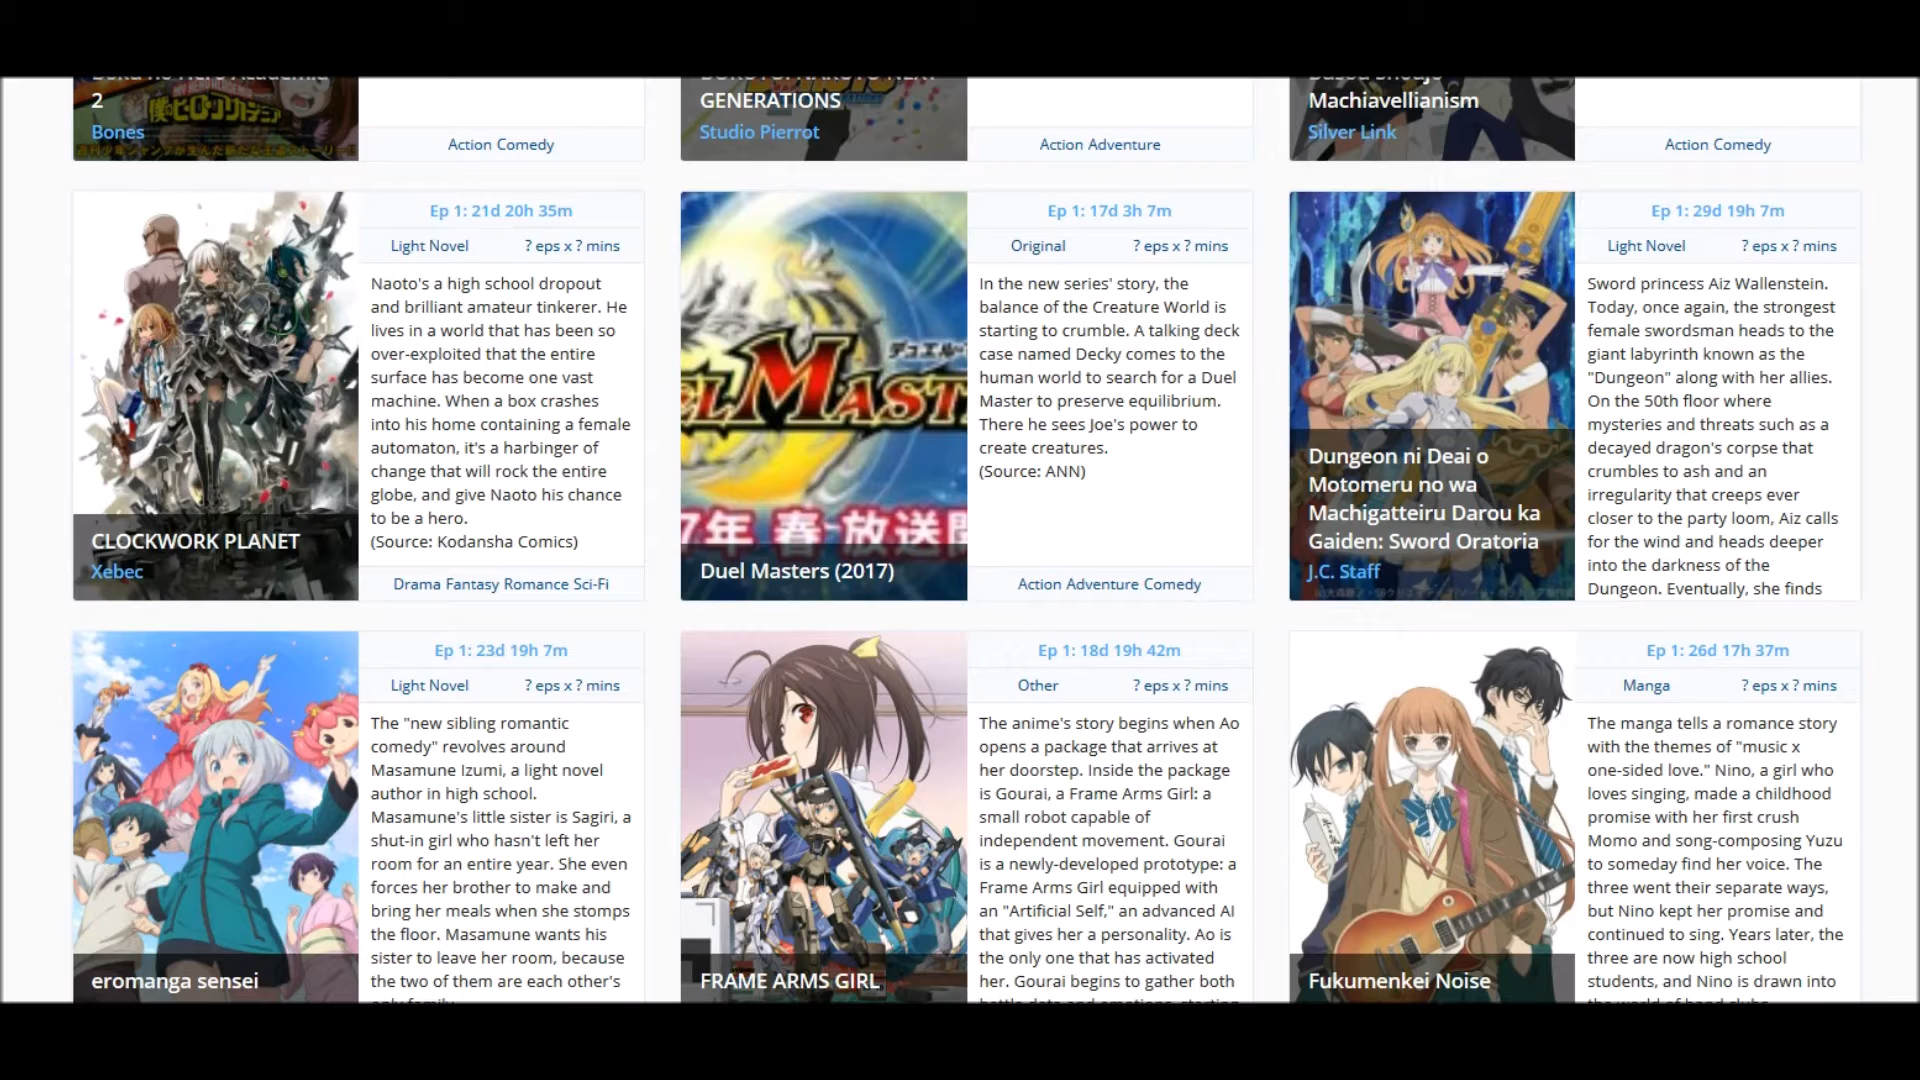 2
Bones
Action Comedy
GENERATIONS
Studio Pierrot
Action Adventure
Machiavellianism
Silver Link
Action Comedy
CLOCKWORK PLANET
Xebec
Ep 1: 21d 20h 35m
Light Novel ? eps x ? mins
Naoto's a high school dropout
and brilliant amateur tinkerer. He
lives in a world that has been so
over-exploited that the entire
surface has become one vast
machine. When a box crashes
into his home containing a female
automaton, it's a harbinger of
change that will rock the entire
globe, and give Naoto his chance
to be a hero.
(Source: Kodansha Comics)
Drama Fantasy Romance Sci-Fi
Duel Masters (2017)
Ep 1: 17d 3h 7m
Original ? eps x ? mins
In the new series' story, the
balance of the Creature World is
starting to crumble. A talking deck
case named Decky comes to the
human world to search for a Duel
Master to preserve equilibrium.
There he sees Joe's power to
create creatures.
(Source: ANN)
Action Adventure Comedy
Dungeon ni Deai o
Motomeru no wa
Machigatteiru Darou ka
Gaiden: Sword Oratoria
J.C. Staff
Ep 1: 29d 19h 7m
Light Novel ? eps x ? mins
Sword princess Aiz Wallenstein.
Today, once again, the strongest
female swordsman heads to the
giant labyrinth known as the
"Dungeon" along with her allies.
On the 50th floor where
mysteries and threats such as a
decayed dragon's corpse that
crumbles to ash and an
irregularity that creeps ever
closer to the party loom, Aiz calls
for the wind and heads deeper
into the darkness of the
Dungeon. Eventually, she finds
eromanga sensei
Ep 1: 23d 19h 7m
Light Novel ? eps x ? mins
The "new sibling romantic
comedy" revolves around
Masamune Izumi, a light novel
author in high school.
Masamune's little sister is Sagiri, a
shut-in girl who hasn't left her
room for an entire year. She even
forces her brother to make and
bring her meals when she stomps
the floor. Masamune wants his
sister to leave her room, because
the two of them are each other's
FRAME ARMS GIRL
Ep 1: 18d 19h 42m
Other ? eps x ? mins
The anime's story begins when Ao
opens a package that arrives at
her doorstep. Inside the package
is Gourai, a Frame Arms Girl: a
small robot capable of
independent movement. Gourai
is a newly-developed prototype: a
Frame Arms Girl equipped with
an "Artificial Self," an advanced AI
that gives her a personality. Ao is
the only one that has activated
her. Gourai begins to gather both
Fukumenkei Noise
Ep 1: 26d 17h 37m
Manga ? eps x ? mins
The manga tells a romance story
with the themes of "music x
one-sided love." Nino, a girl who
loves singing, made a childhood
promise with her first crush
Momo and song-composing Yuzu
to someday find her voice. The
three went their separate ways,
but Nino kept her promise and
continued to sing. Years later, the
three are now high school
students, and Nino is drawn into